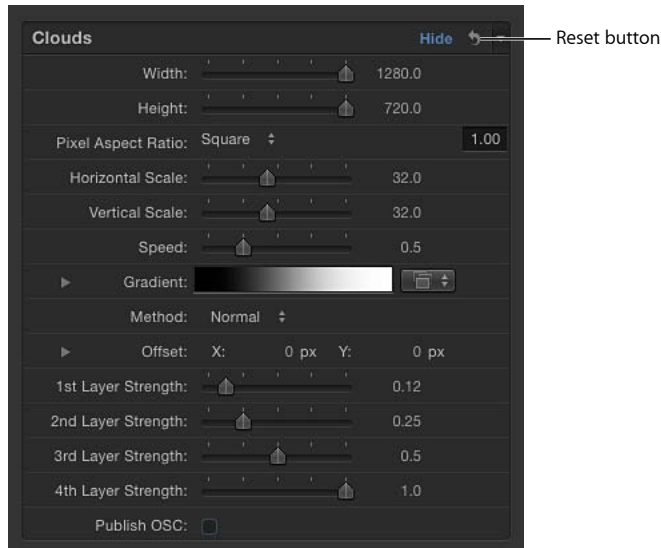 Clouds Hide Reset button
Width: 1280.0
Height: 720.0
Pixel Aspect Ratio: Square 1.00
Horizontal Scale: 32.0
Vertical Scale: 32.0
Speed: 0.5
Gradient:
Method: Normal
Offset: X: 0 px Y: 0 px
1st Layer Strength: 0.12
2nd Layer Strength: 0.25
3rd Layer Strength: 0.5
4th Layer Strength: 1.0
Publish OSC: